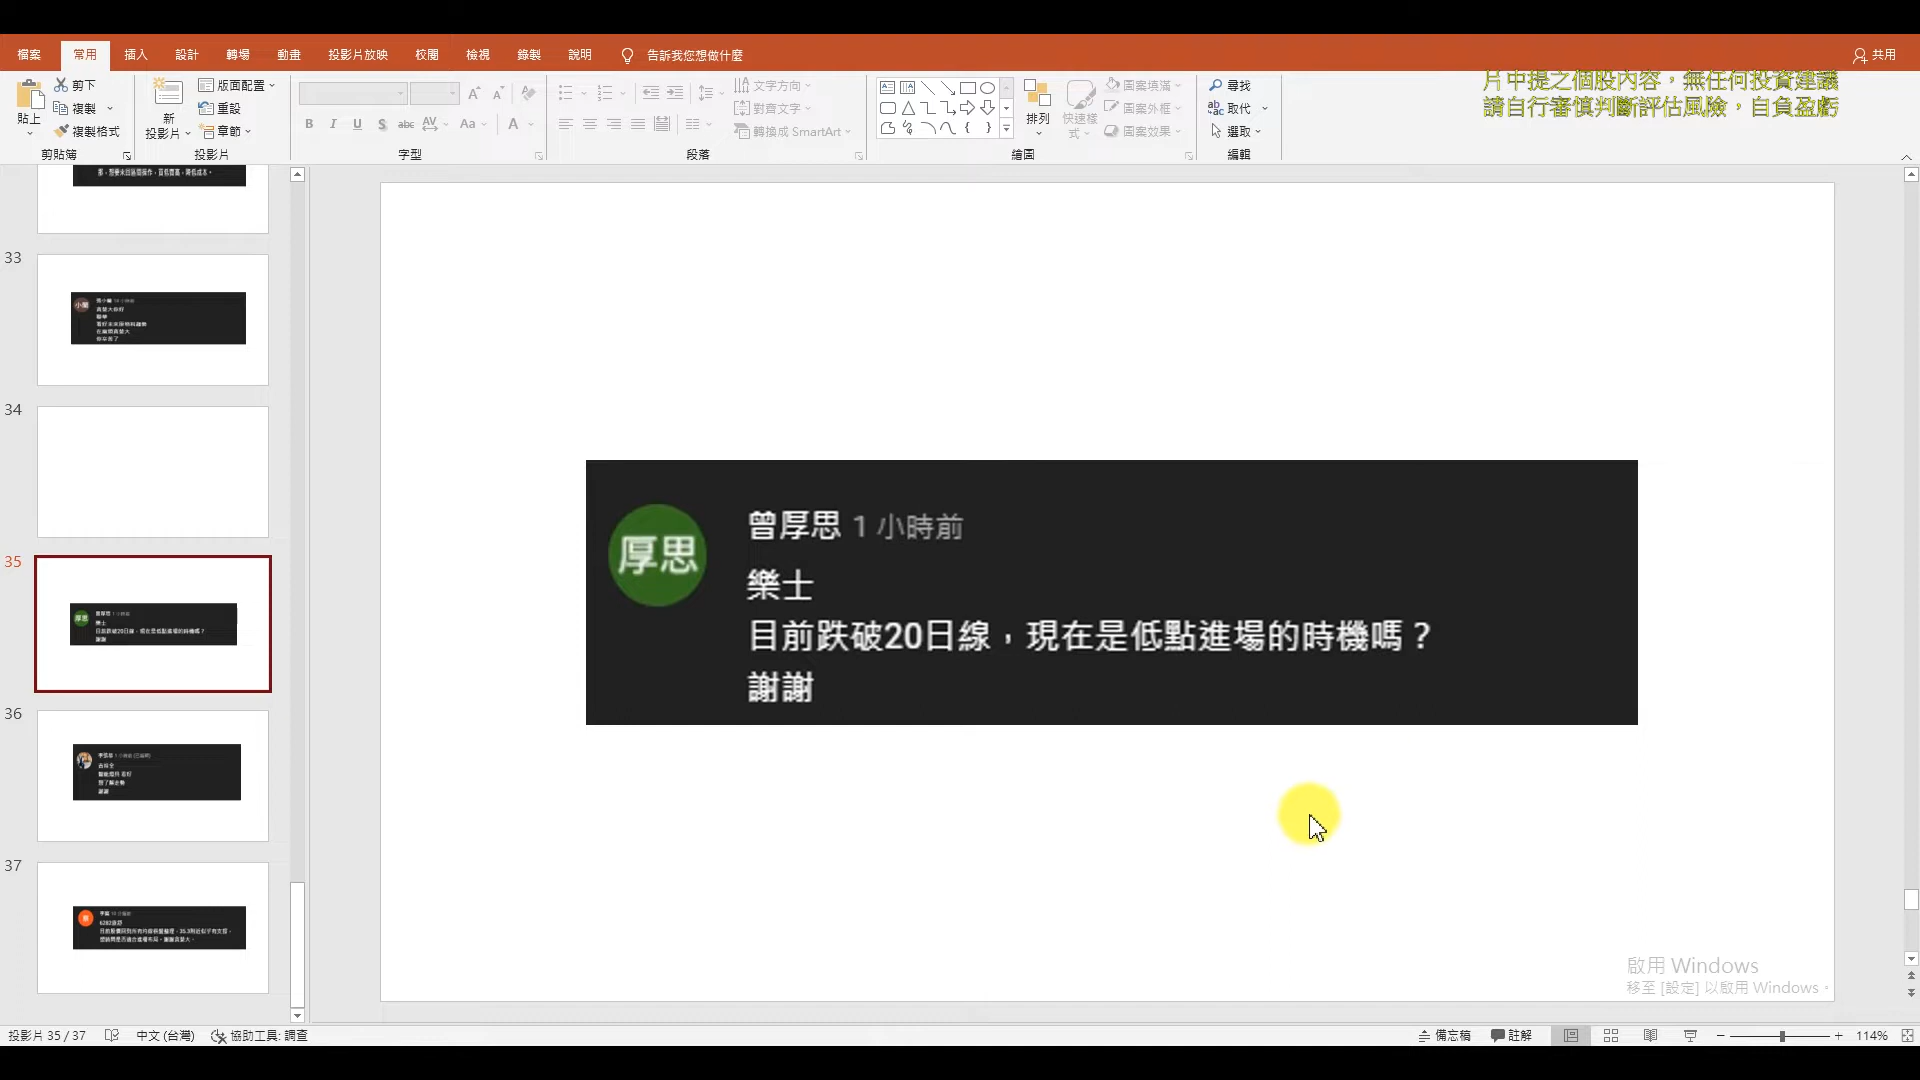 檔案 常用 插入 設計 轉場 動畫 投影片放映 校閱 檢視 錄製 說明 告訴我您想做什麼 共用
片中提之個股內容，無任何投資建議
請自行審慎判斷評估風險，自負盈虧
貼上 剪下 複製 複製格式 剪貼簿
新投影片 版面配置 重設 章節 投影片
B I U S abc AV Aa A 字型
文字方向 對齊文字 轉換成 SmartArt 段落
排列 快速樣式 圖案填滿 圖案外框 圖案效果 繪圖
尋找 取代 選取 編輯
33
34
35
36
37
厚思
曾厚思 1 小時前
樂士
目前跌破20日線，現在是低點進場的時機嗎？
謝謝
啟用 Windows
移至 [設定] 以啟用 Windows。
投影片 35 / 37 中文 (台灣) 協助工具: 調查 備忘稿 註解 114%